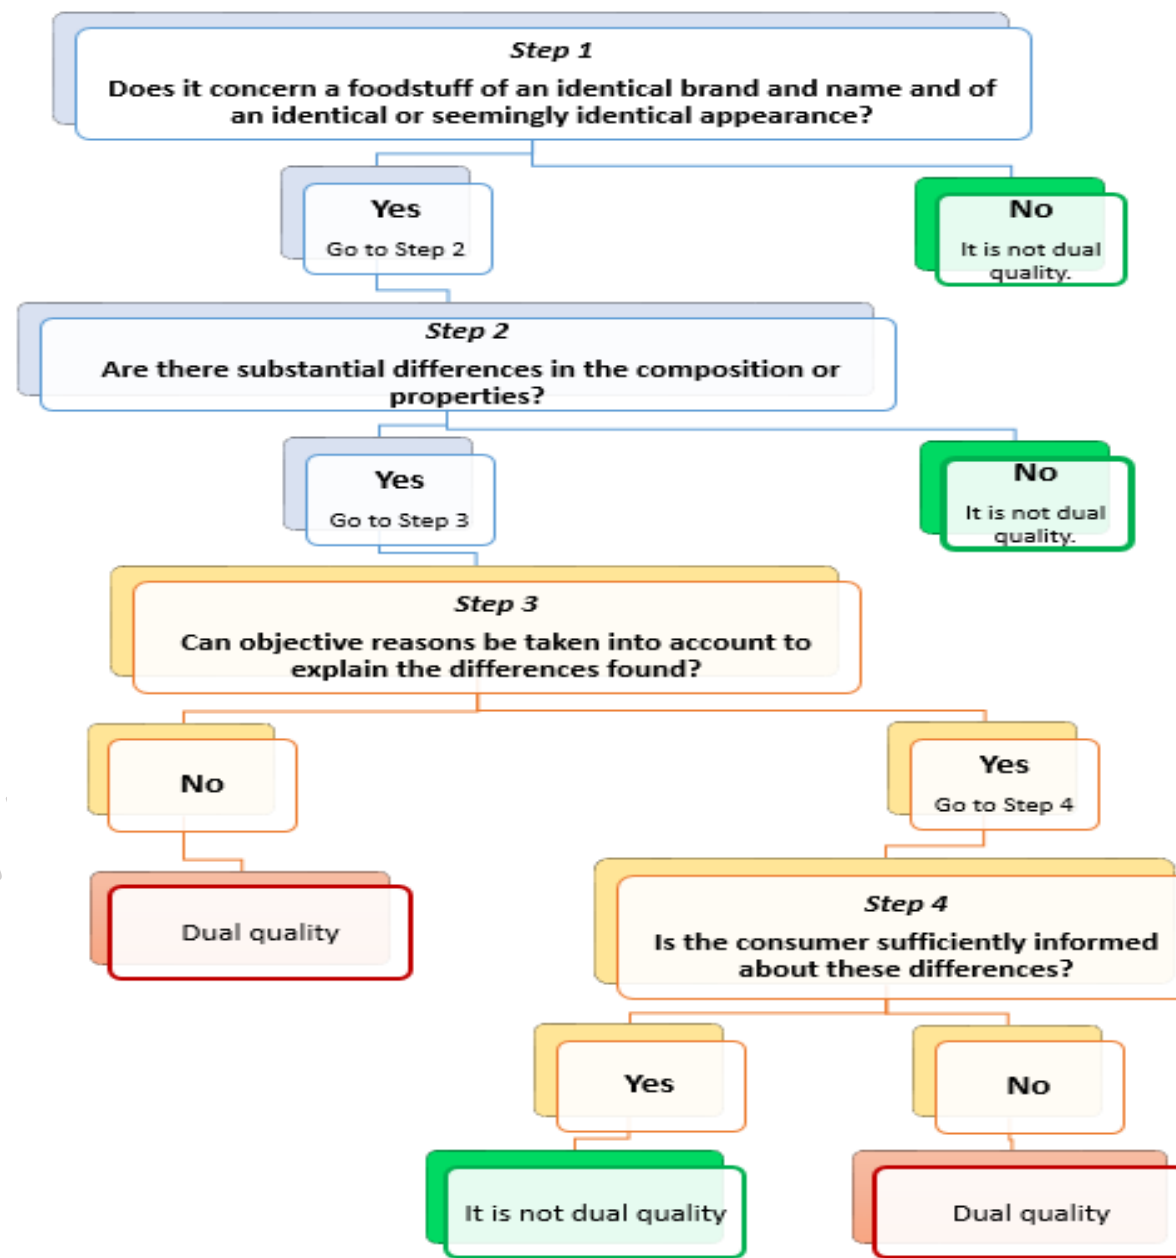 Step 1
Does it concern a foodstuff of an identical brand and name and of
an identical or seemingly identical appearance?
Yes
Go to Step 2
No
It is not dual
quality.
Step 2
Are there substantial differences in the composition or
properties?
Yes
Go to Step 3
No
It is not dual
quality.
Step 3
Can objective reasons be taken into account to
explain the differences found?
No
Dual quality
Yes
Go to Step 4
Step 4
Is the consumer sufficiently informed
about these differences?
Yes
It is not dual quality
No
Dual quality